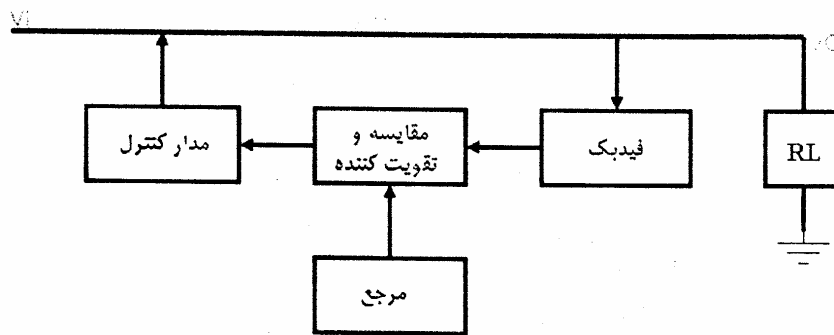 Vi
مدار کنترل
مقایسه و
تقویت کننده
فیدبک
RL
مرجع